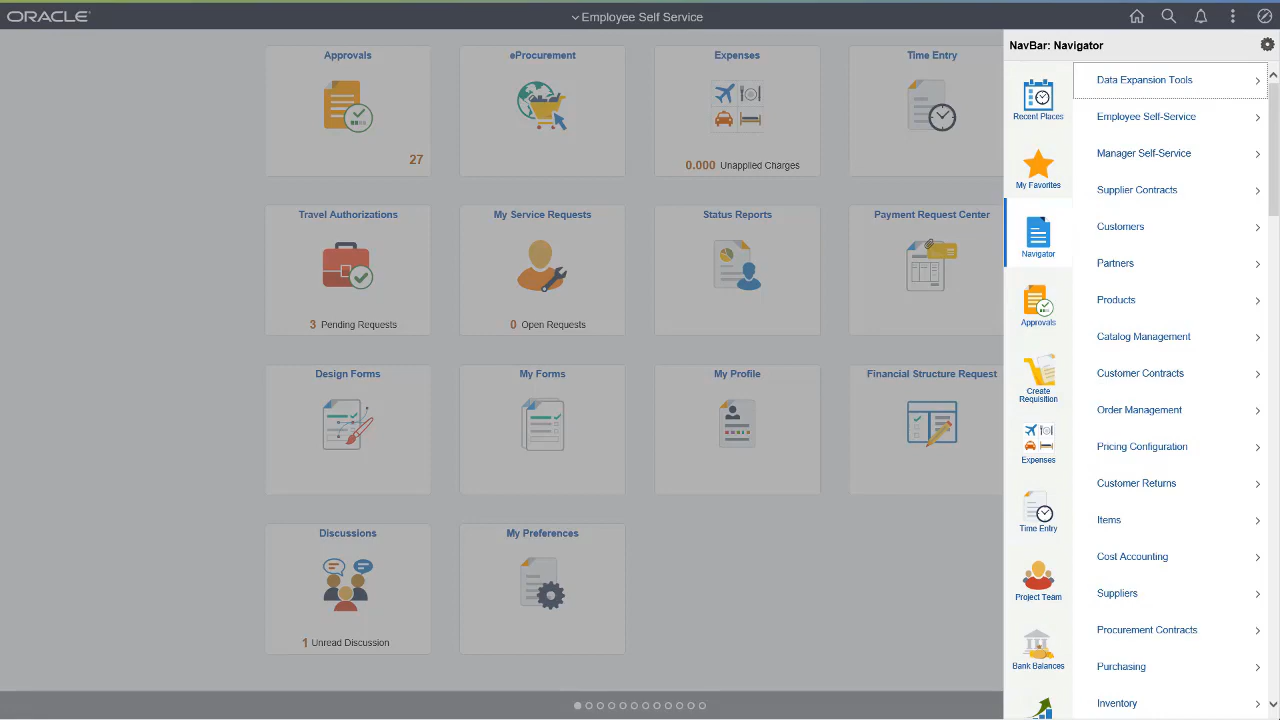 ORACLE
Employee Self Service
NavBar: Navigator
Approvals
27
eProcurement
Expenses
0.000 Unapplied Charges
Time Entry
Travel Authorizations
3 Pending Requests
My Service Requests
0 Open Requests
Status Reports
Payment Request Center
Design Forms
My Forms
My Profile
Financial Structure Request
Discussions
1 Unread Discussion
My Preferences
Recent Places
My Favorites
Navigator
Approvals
Create
Requisition
Expenses
Time Entry
Project Team
Bank Balances
Data Expansion Tools
Employee Self-Service
Manager Self-Service
Supplier Contracts
Customers
Partners
Products
Catalog Management
Customer Contracts
Order Management
Pricing Configuration
Customer Returns
Items
Cost Accounting
Suppliers
Procurement Contracts
Purchasing
Inventory